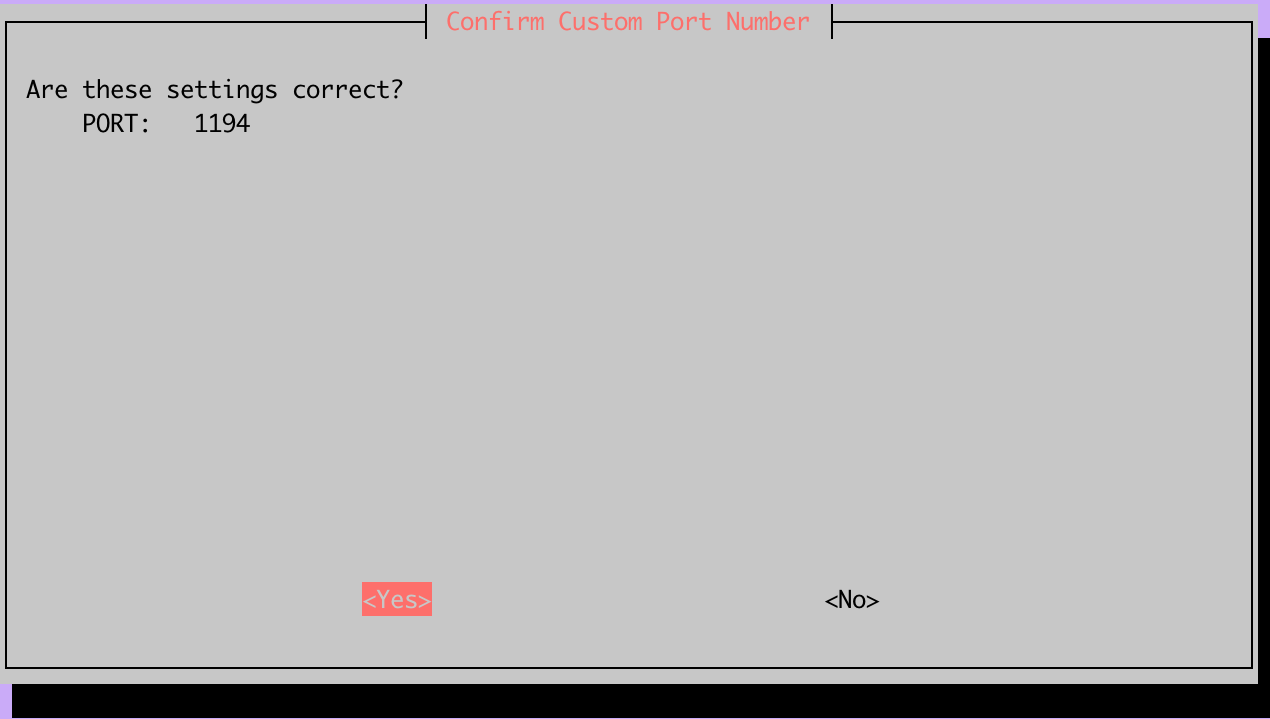 Confirm Custom Port Number
Are these settings correct?
PORT: 1194
<Yes> <No>